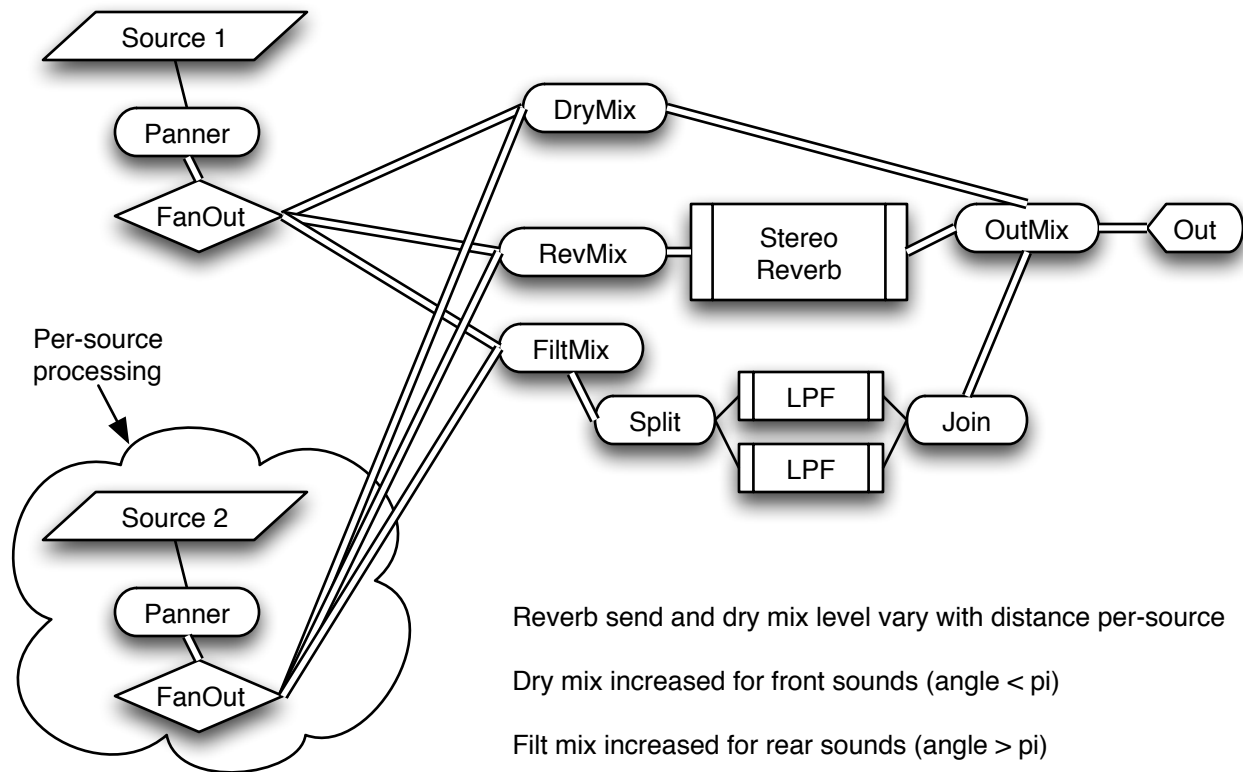 Source 1
Panner
FanOut
DryMix
RevMix
Stereo
Reverb
OutMix
Out
FiltMix
Split
LPF
LPF
Join
Per-source
processing
Source 2
Panner
FanOut
Reverb send and dry mix level vary with distance per-source
Dry mix increased for front sounds (angle < pi)
Filt mix increased for rear sounds (angle > pi)